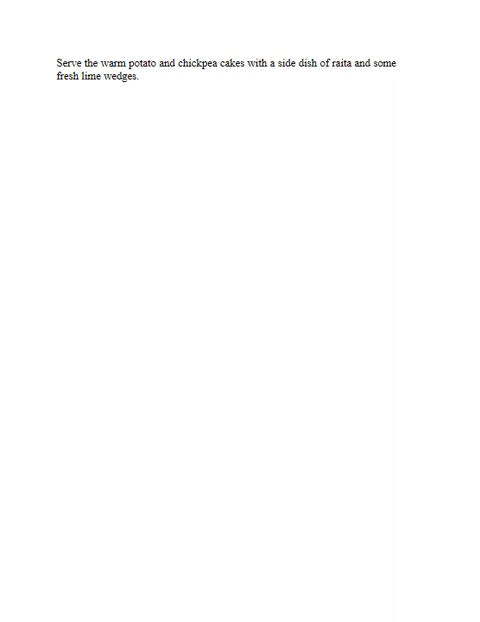 Serve the warm potato and chickpea cakes with a side dish of raita and some
fresh lime wedges.